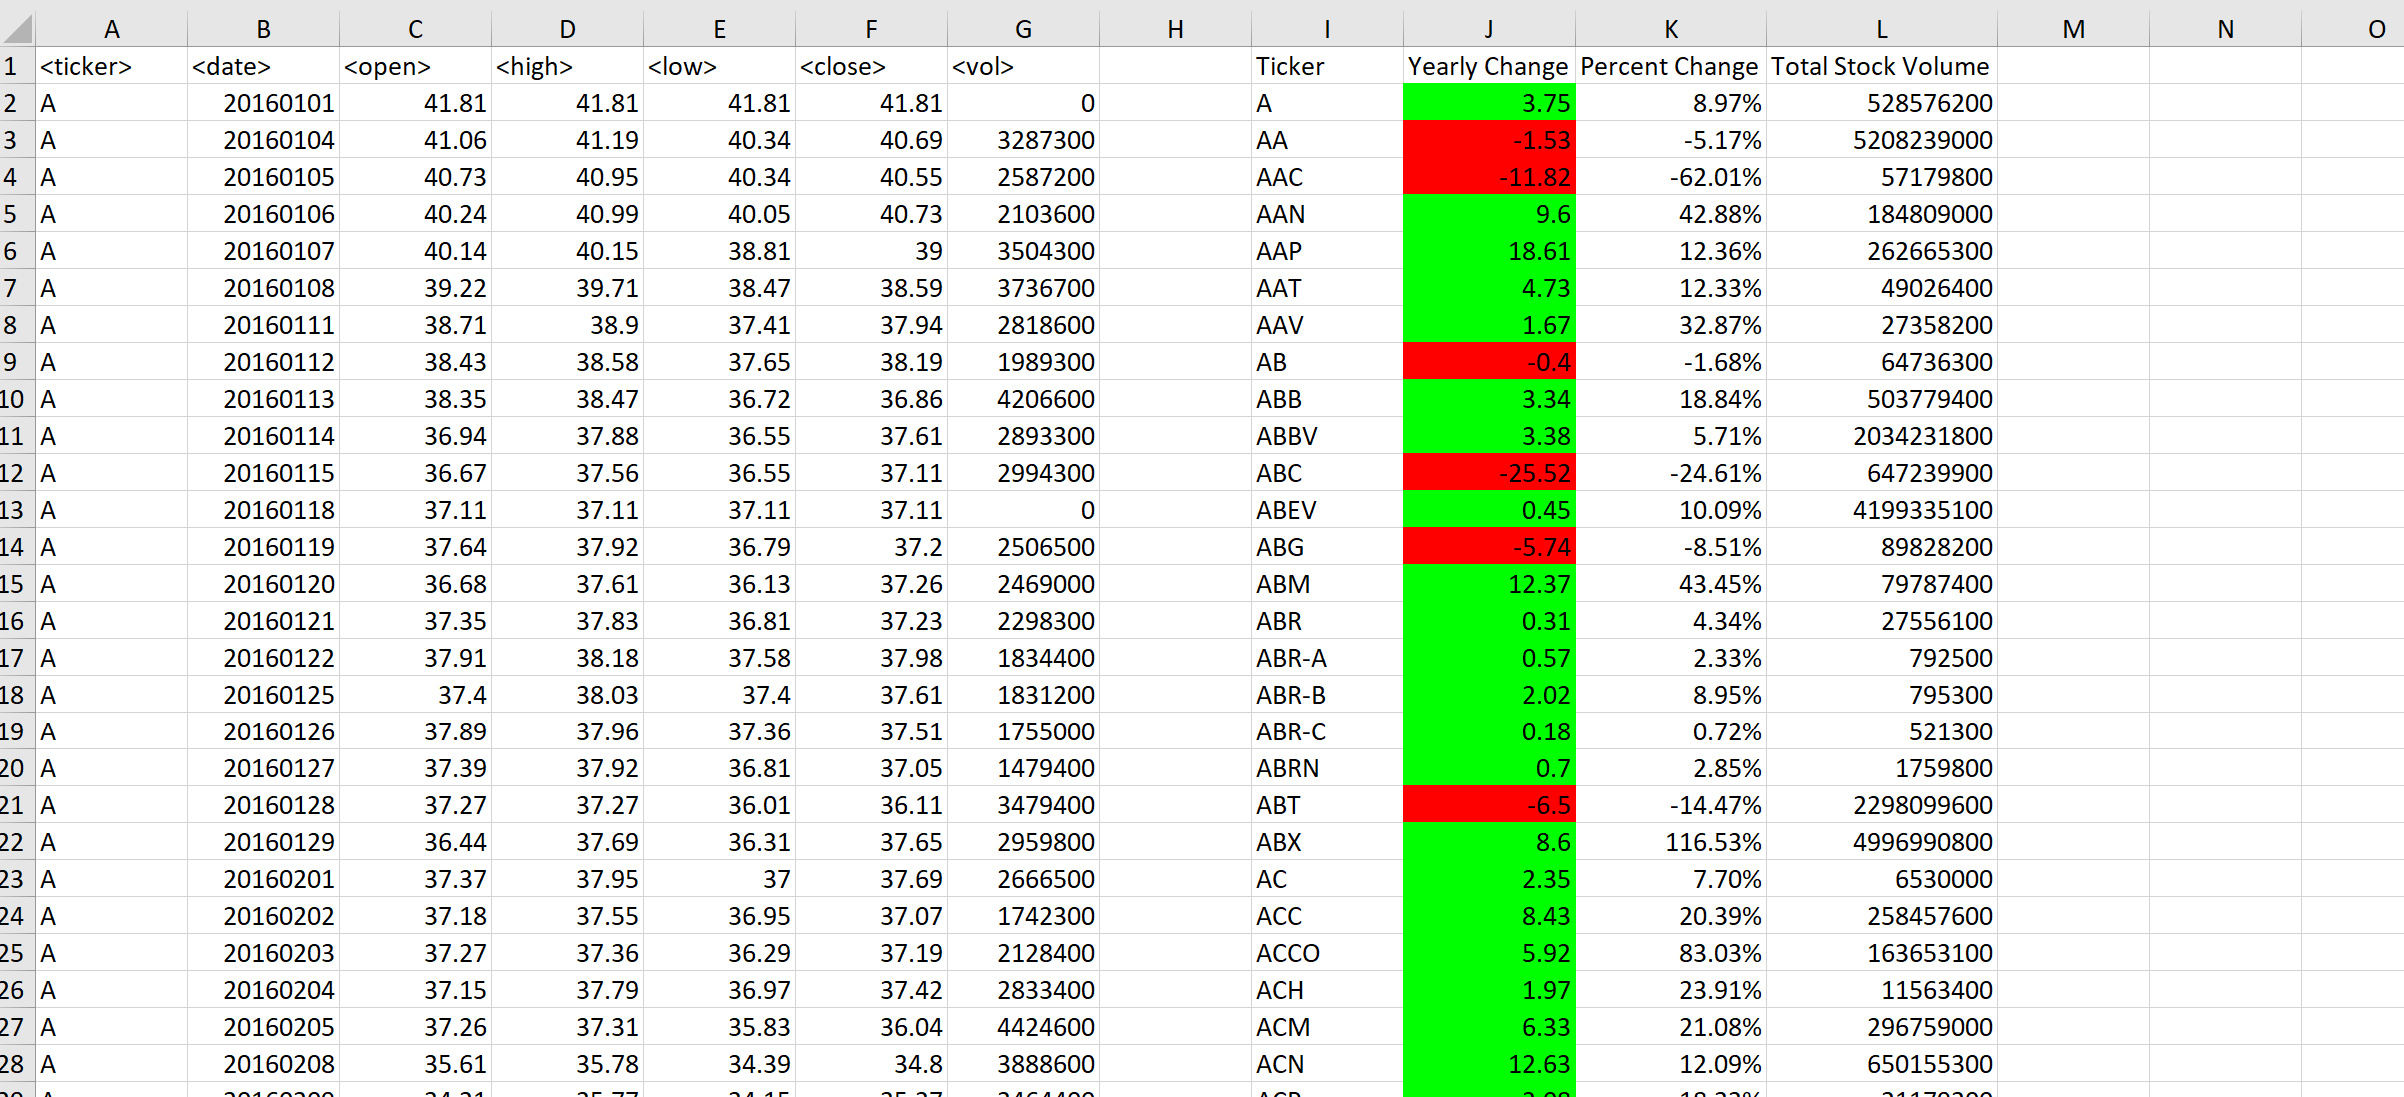 A B C D E F G H I J K L M N O
1 <ticker> <date> <open> <high> <low> <close> <vol> Ticker Yearly Change Percent Change Total Stock Volume
2 A 20160101 41.81 41.81 41.81 41.81 0 A 3.75 8.97% 528576200
3 A 20160104 41.06 41.19 40.34 40.69 3287300 AA -1.53 -5.17% 5208239000
4 A 20160105 40.73 40.95 40.34 40.55 2587200 AAC -11.82 -62.01% 57179800
5 A 20160106 40.24 40.99 40.05 40.73 2103600 AAN 9.6 42.88% 184809000
6 A 20160107 40.14 40.15 38.81 39 3504300 AAP 18.61 12.36% 262665300
7 A 20160108 39.22 39.71 38.47 38.59 3736700 AAT 4.73 12.33% 49026400
8 A 20160111 38.71 38.9 37.41 37.94 2818600 AAV 1.67 32.87% 27358200
9 A 20160112 38.43 38.58 37.65 38.19 1989300 AB -0.4 -1.68% 64736300
10 A 20160113 38.35 38.47 36.72 36.86 4206600 ABB 3.34 18.84% 503779400
11 A 20160114 36.94 37.88 36.55 37.61 2893300 ABBV 3.38 5.71% 2034231800
12 A 20160115 36.67 37.56 36.55 37.11 2994300 ABC -25.52 -24.61% 647239900
13 A 20160118 37.11 37.11 37.11 37.11 0 ABEV 0.45 10.09% 4199335100
14 A 20160119 37.64 37.92 36.79 37.2 2506500 ABG -5.74 -8.51% 89828200
15 A 20160120 36.68 37.61 36.13 37.26 2469000 ABM 12.37 43.45% 79787400
16 A 20160121 37.35 37.83 36.81 37.23 2298300 ABR 0.31 4.34% 27556100
17 A 20160122 37.91 38.18 37.58 37.98 1834400 ABR-A 0.57 2.33% 792500
18 A 20160125 37.4 38.03 37.4 37.61 1831200 ABR-B 2.02 8.95% 795300
19 A 20160126 37.89 37.96 37.36 37.51 1755000 ABR-C 0.18 0.72% 521300
20 A 20160127 37.39 37.92 36.81 37.05 1479400 ABRN 0.7 2.85% 1759800
21 A 20160128 37.27 37.27 36.01 36.11 3479400 ABT -6.5 -14.47% 2298099600
22 A 20160129 36.44 37.69 36.31 37.65 2959800 ABX 8.6 116.53% 4996990800
23 A 20160201 37.37 37.95 37 37.69 2666500 AC 2.35 7.70% 6530000
24 A 20160202 37.18 37.55 36.95 37.07 1742300 ACC 8.43 20.39% 258457600
25 A 20160203 37.27 37.36 36.29 37.19 2128400 ACCO 5.92 83.03% 163653100
26 A 20160204 37.15 37.79 36.97 37.42 2833400 ACH 1.97 23.91% 11563400
27 A 20160205 37.26 37.31 35.83 36.04 4424600 ACM 6.33 21.08% 296759000
28 A 20160208 35.61 35.78 34.39 34.8 3888600 ACN 12.63 12.09% 650155300